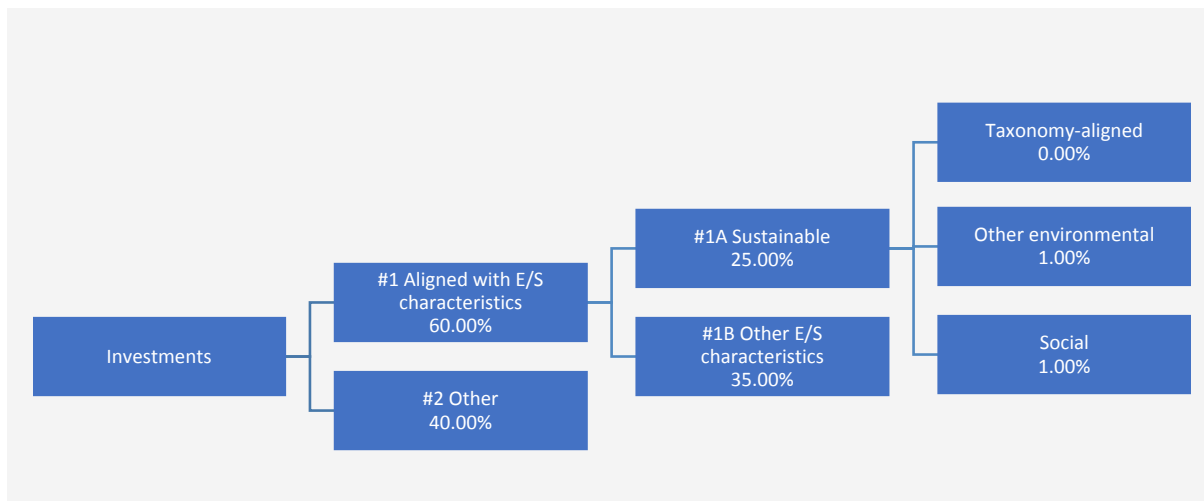 Investments
#1 Aligned with E/S
characteristics
60.00%
#2 Other
40.00%
#1A Sustainable
25.00%
#1B Other E/S
characteristics
35.00%
Taxonomy-aligned
0.00%
Other environmental
1.00%
Social
1.00%